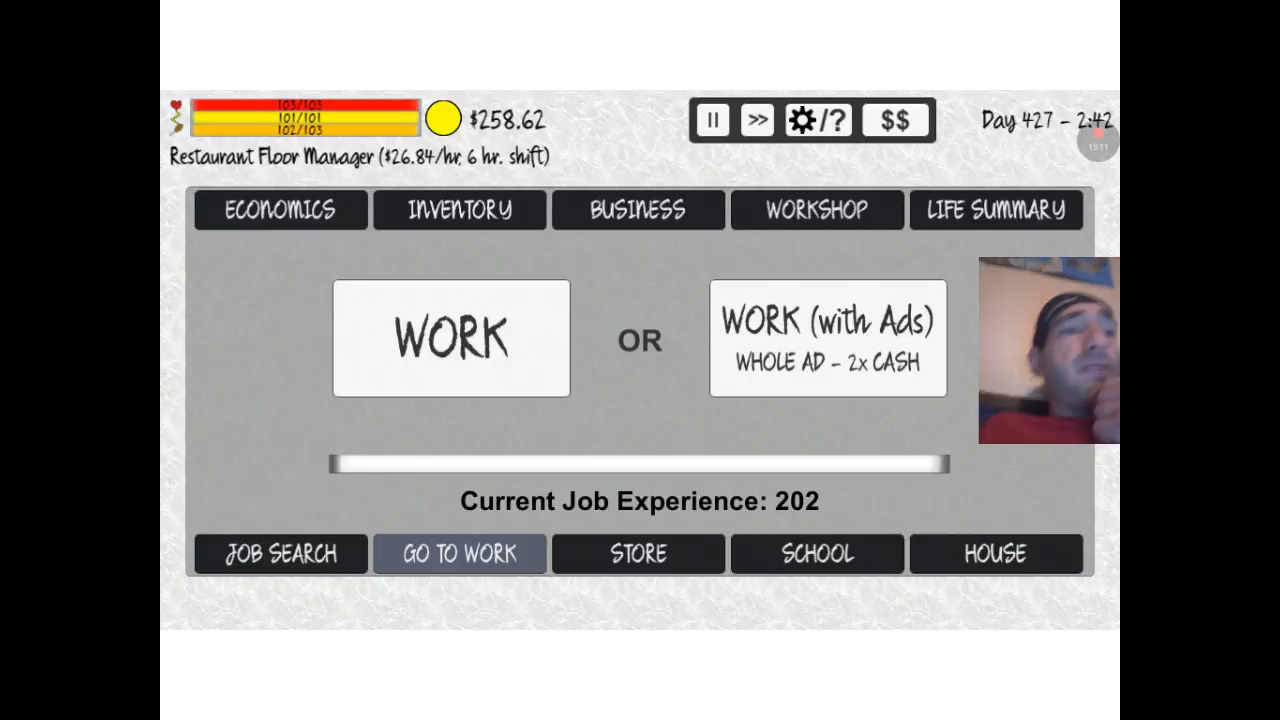 103/103
101/101
102/103
$258.62
/?
$$
Day 427 - 2:42
15:11
Restaurant Floor Manager ($26.84/hr, 6 hr. shift)
ECONOMICS INVENTORY BUSINESS WORKSHOP LIFE SUMMARY
WORK
OR
WORK (with Ads)
WHOLE AD - 2x CASH
Current Job Experience: 202
JOB SEARCH GO TO WORK STORE SCHOOL HOUSE